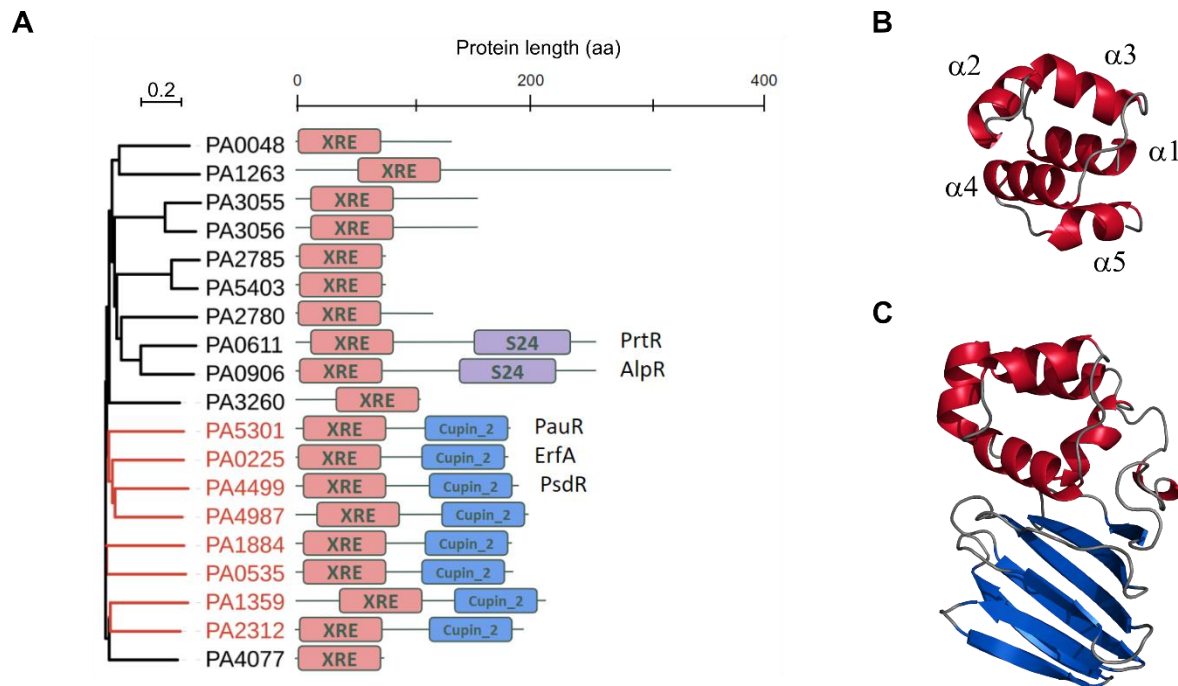 A
Protein length (aa)
0.2
0 200 400
PA0048 XRE
PA1263 XRE
PA3055 XRE
PA3056 XRE
PA2785 XRE
PA5403 XRE
PA2780 XRE
PA0611 XRE S24 PrtR
PA0906 XRE S24 AlpR
PA3260 XRE
PA5301 XRE Cupin_2 PauR
PA0225 XRE Cupin_2 ErfA
PA4499 XRE Cupin_2 PsdR
PA4987 XRE Cupin_2
PA1884 XRE Cupin_2
PA0535 XRE Cupin_2
PA1359 XRE Cupin_2
PA2312 XRE Cupin_2
PA4077 XRE
B
α2 α3
α1
α4
α5
C